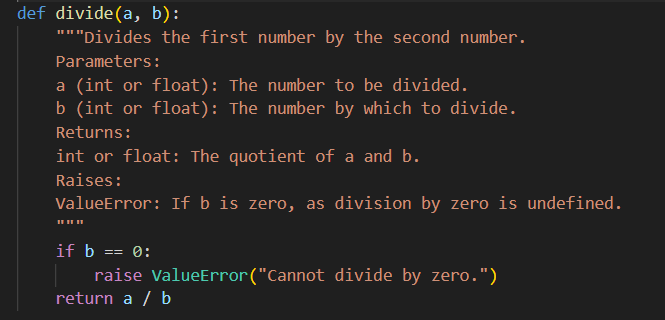 def divide(a, b):
    """Divides the first number by the second number.
    Parameters:
    a (int or float): The number to be divided.
    b (int or float): The number by which to divide.
    Returns:
    int or float: The quotient of a and b.
    Raises:
    ValueError: If b is zero, as division by zero is undefined.
    """
    if b == 0:
        raise ValueError("Cannot divide by zero.")
    return a / b